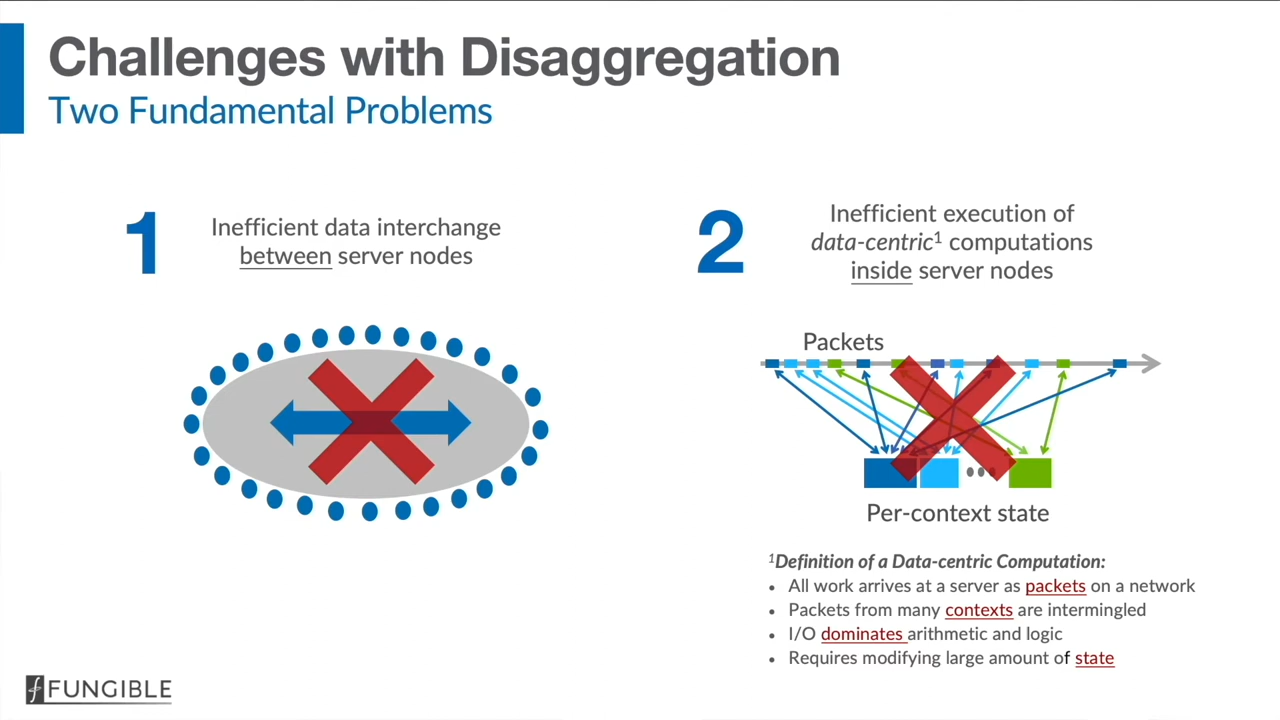 Challenges with Disaggregation
Two Fundamental Problems
1
Inefficient data interchange
between server nodes
2
Inefficient execution of
data-centric¹ computations
inside server nodes
Packets
Per-context state
¹Definition of a Data-centric Computation:
• All work arrives at a server as packets on a network
• Packets from many contexts are intermingled
• I/O dominates arithmetic and logic
• Requires modifying large amount of state
FUNGIBLE